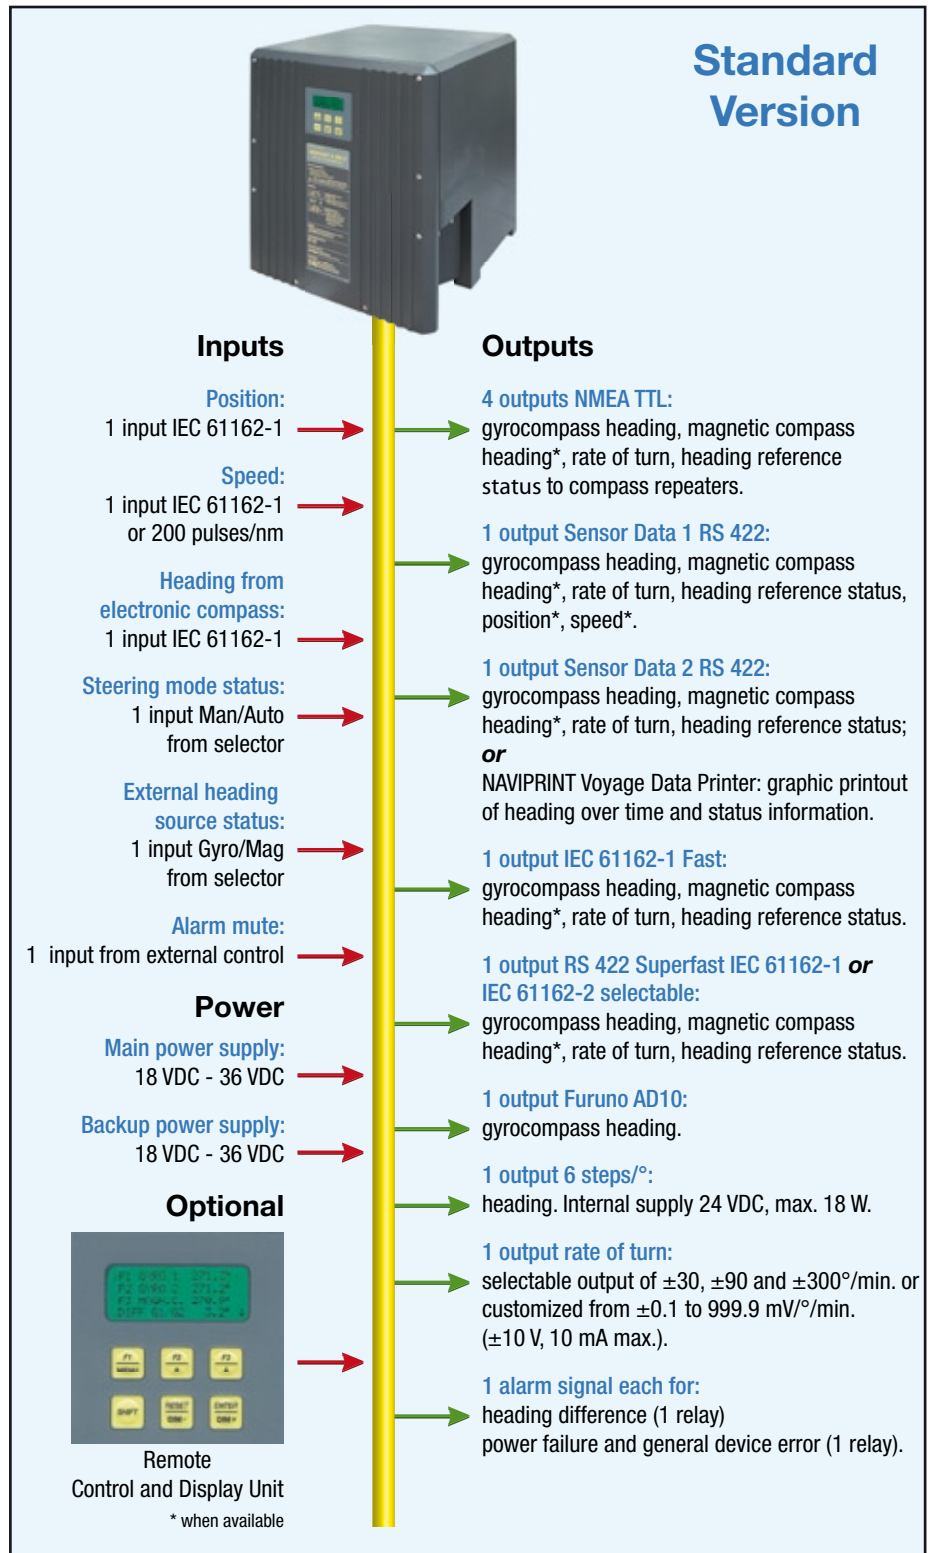 Standard
Version
Inputs
Position:
1 input IEC 61162-1
Speed:
1 input IEC 61162-1
or 200 pulses/nm
Heading from
electronic compass:
1 input IEC 61162-1
Steering mode status:
1 input Man/Auto
from selector
External heading
source status:
1 input Gyro/Mag
from selector
Alarm mute:
1 input from external control
Power
Main power supply:
18 VDC - 36 VDC
Backup power supply:
18 VDC - 36 VDC
Optional
F1
MENU
F2
F3
SHIFT
RESET
DIM-
ENTER
DIM+
Remote
Control and Display Unit
* when available
Outputs
4 outputs NMEA TTL:
gyrocompass heading, magnetic compass
heading*, rate of turn, heading reference
status to compass repeaters.
1 output Sensor Data 1 RS 422:
gyrocompass heading, magnetic compass
heading*, rate of turn, heading reference status,
position*, speed*.
1 output Sensor Data 2 RS 422:
gyrocompass heading, magnetic compass
heading*, rate of turn, heading reference status;
or
NAVIPRINT Voyage Data Printer: graphic printout
of heading over time and status information.
1 output IEC 61162-1 Fast:
gyrocompass heading, magnetic compass
heading*, rate of turn, heading reference status.
1 output RS 422 Superfast IEC 61162-1 or
IEC 61162-2 selectable:
gyrocompass heading, magnetic compass
heading*, rate of turn, heading reference status.
1 output Furuno AD10:
gyrocompass heading.
1 output 6 steps/°:
heading. Internal supply 24 VDC, max. 18 W.
1 output rate of turn:
selectable output of ±30, ±90 and ±300°/min. or
customized from ±0.1 to 999.9 mV/°/min.
(±10 V, 10 mA max.).
1 alarm signal each for:
heading difference (1 relay)
power failure and general device error (1 relay).